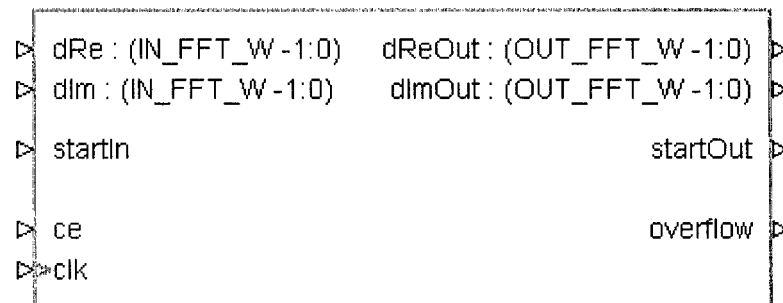 dRe : (IN_FFT_W -1:0) dReOut : (OUT_FFT_W -1:0)
dIm : (IN_FFT_W -1:0) dImOut : (OUT_FFT_W -1:0)
startIn startOut
ce overflow
clk